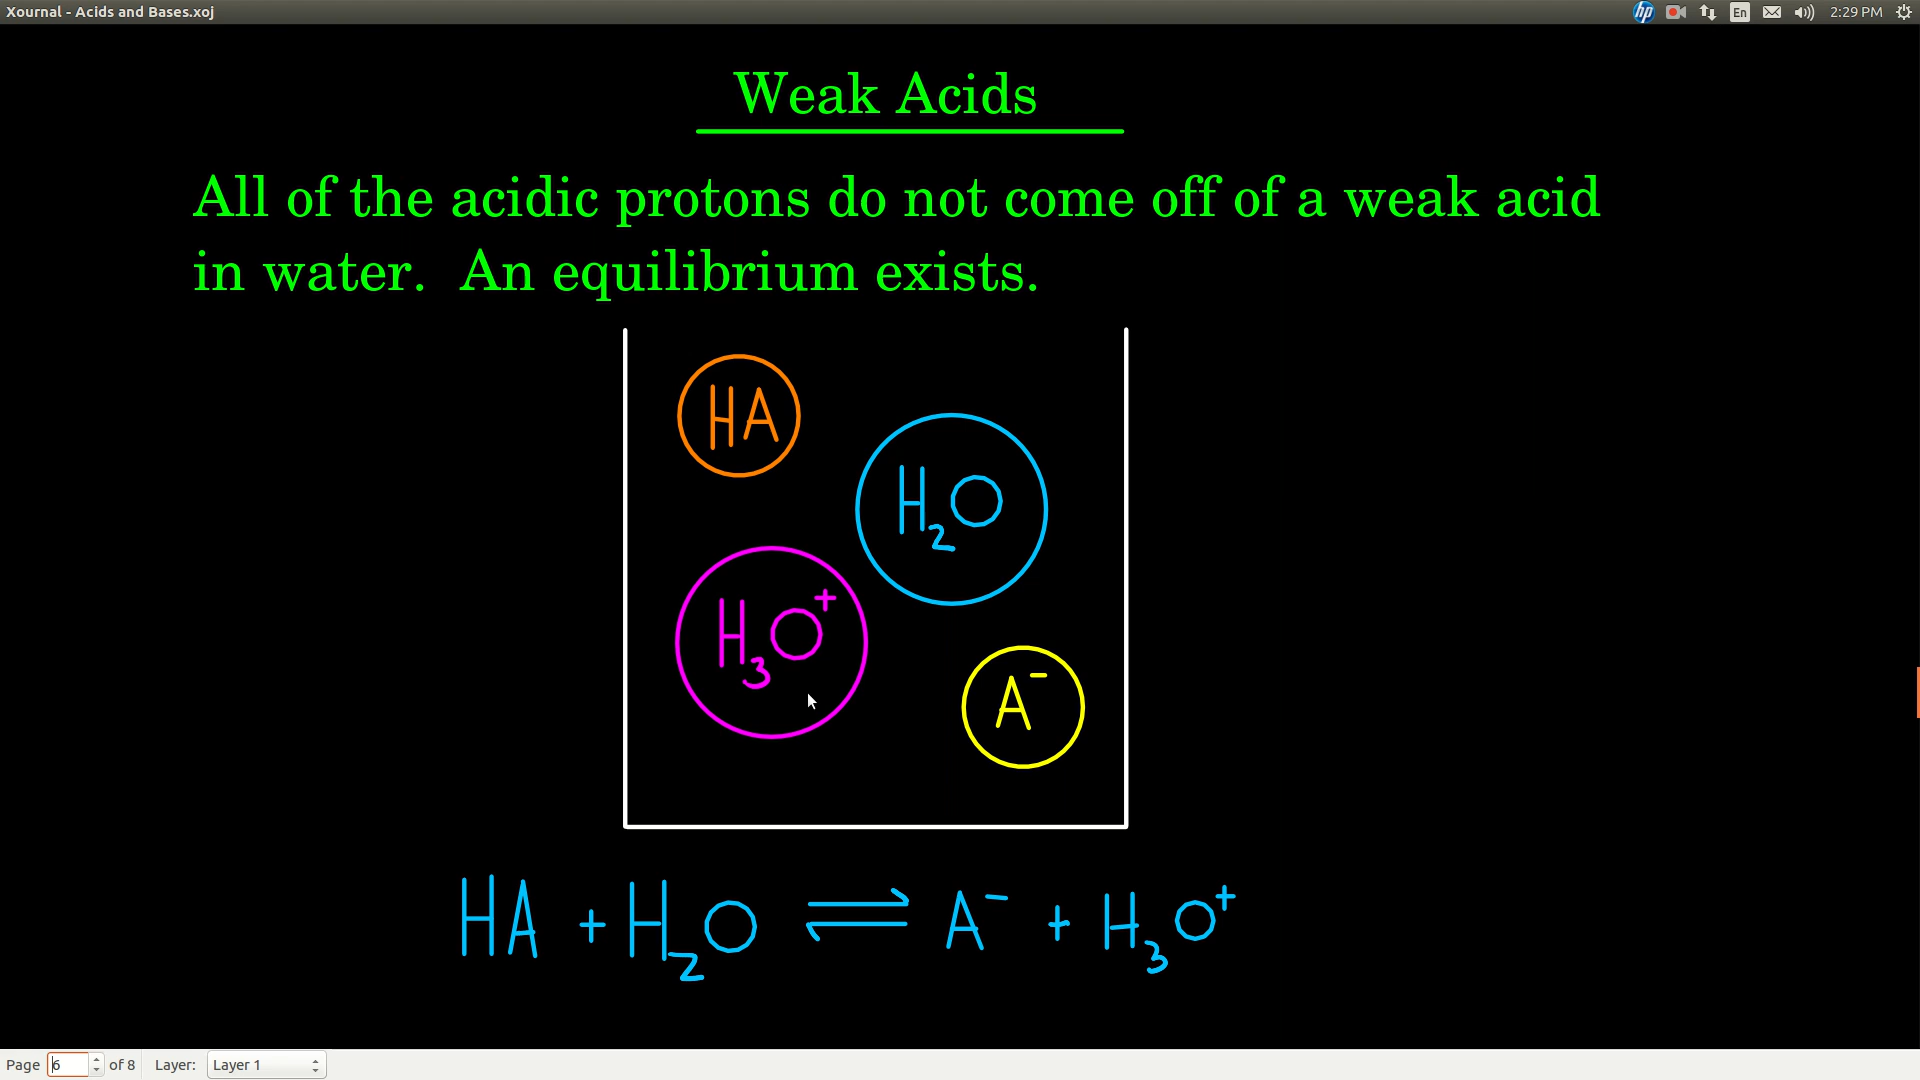 Xournal - Acids and Bases.xoj
hp En 2:29 PM
Weak Acids
All of the acidic protons do not come off of a weak acid
in water. An equilibrium exists.
HA
H₂O
H₃O⁺
A⁻
HA + H₂O ⇌ A⁻ + H₃O⁺
Page 6 of 8 Layer: Layer 1